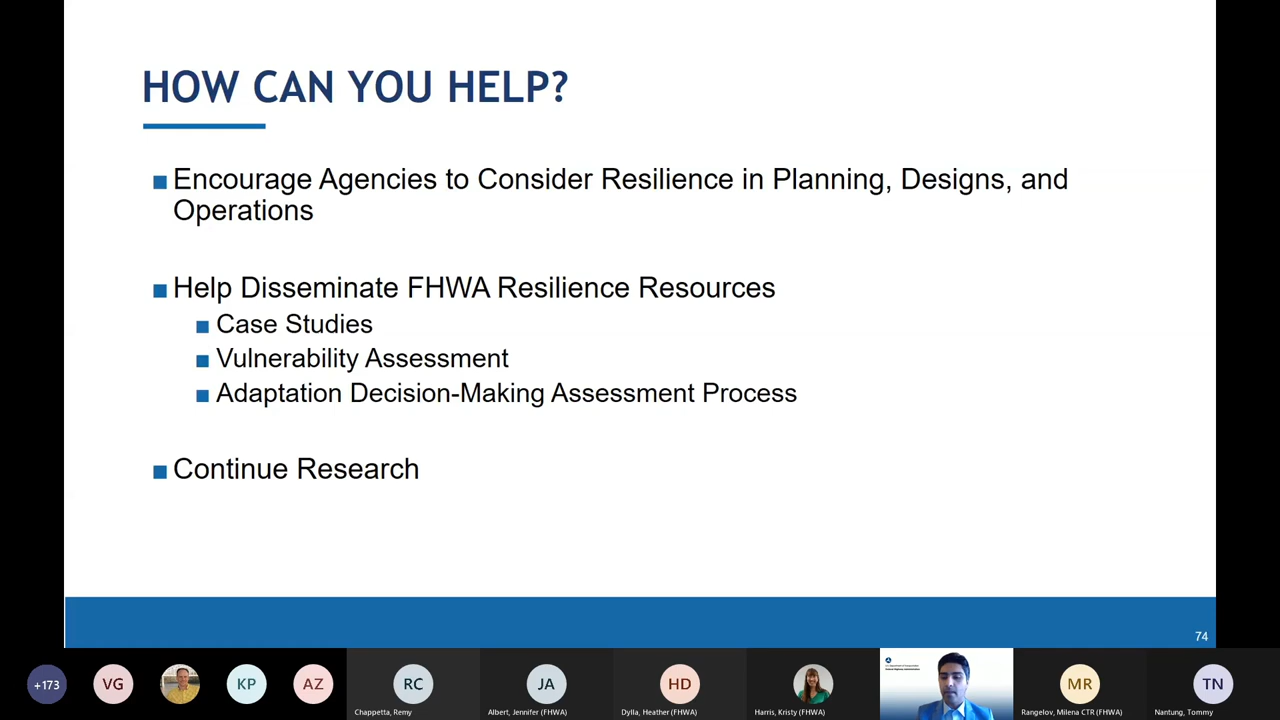 HOW CAN YOU HELP?
Encourage Agencies to Consider Resilience in Planning, Designs, and
Operations
Help Disseminate FHWA Resilience Resources
Case Studies
Vulnerability Assessment
Adaptation Decision-Making Assessment Process
Continue Research
74
+173
VG
KP
AZ
RC
JA
HD
MR
TN
Chappetta, Remy
Albert, Jennifer (FHWA)
Dylla, Heather (FHWA)
Harris, Kristy (FHWA)
Rangelov, Milena CTR (FHWA)
Nantung, Tommy